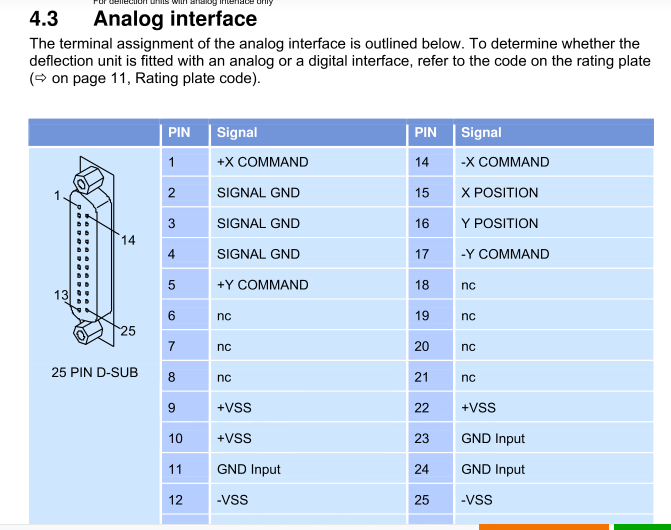 For deflection units with analog interface only
4.3 Analog interface
The terminal assignment of the analog interface is outlined below. To determine whether the
deflection unit is fitted with an analog or a digital interface, refer to the code on the rating plate
(⇨ on page 11, Rating plate code).
PIN Signal PIN Signal
1 +X COMMAND 14 -X COMMAND
2 SIGNAL GND 15 X POSITION
3 SIGNAL GND 16 Y POSITION
4 SIGNAL GND 17 -Y COMMAND
5 +Y COMMAND 18 nc
6 nc 19 nc
7 nc 20 nc
8 nc 21 nc
9 +VSS 22 +VSS
10 +VSS 23 GND Input
11 GND Input 24 GND Input
12 -VSS 25 -VSS
1
14
13
25
25 PIN D-SUB